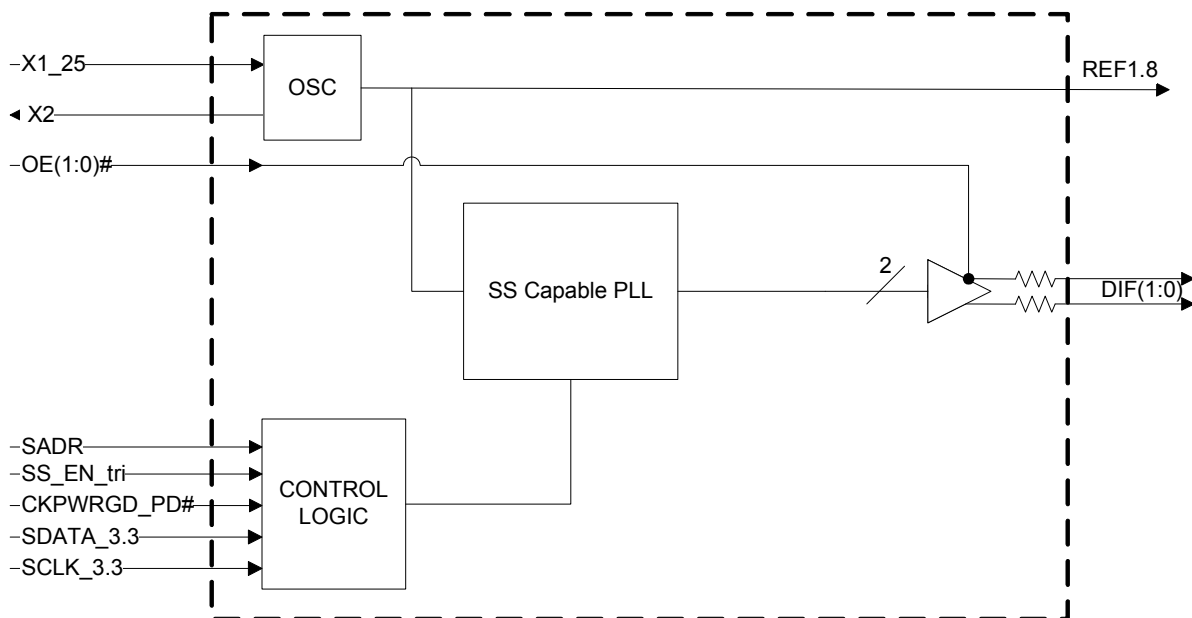 X1_25
OSC
REF1.8
X2
OE(1:0)#
2
SS Capable PLL
DIF(1:0)
SADR
SS_EN_tri
CKPWRGD_PD#
SDATA_3.3
SCLK_3.3
CONTROL
LOGIC